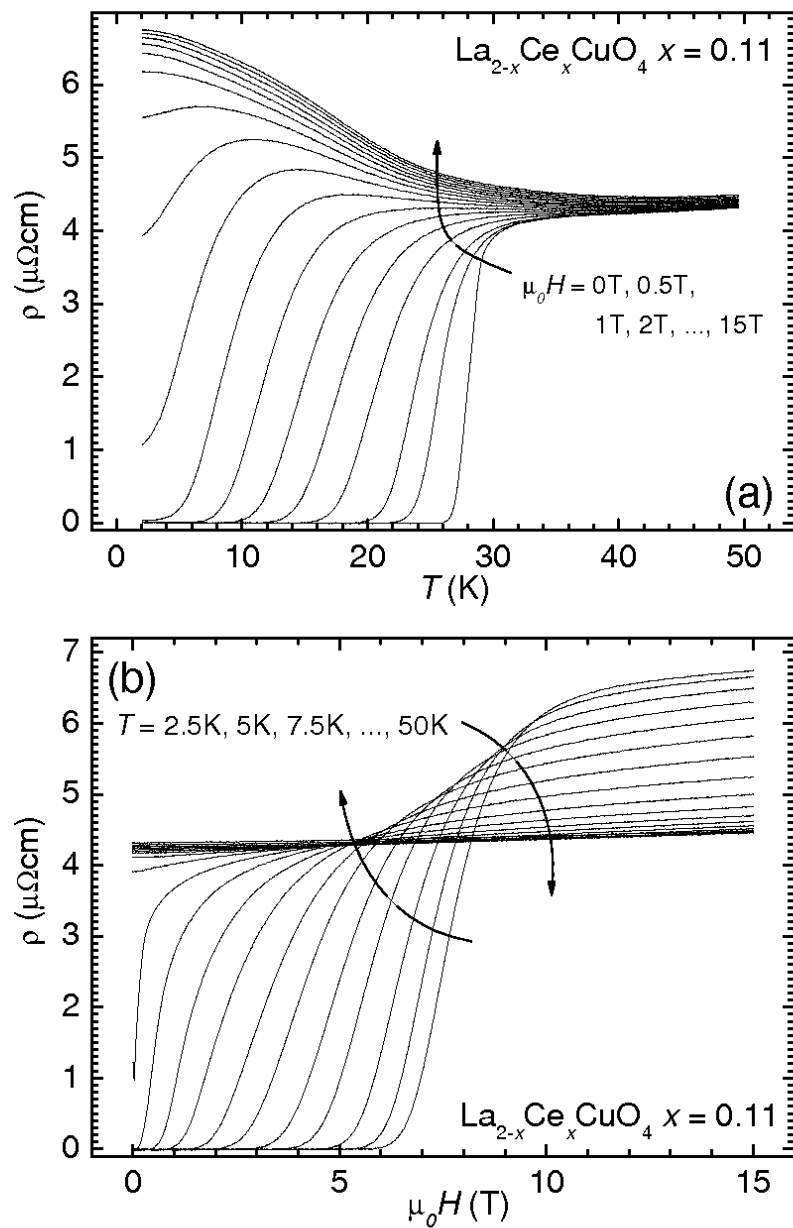 La₂₋ₓCeₓCuO₄ x = 0.11
6
5
4
3
2
1
0
ρ (μΩcm)
μ₀H = 0T, 0.5T,
1T, 2T, ..., 15T
(a)
0 10 20 30 40 50
T (K)
(b)
7
6
5
4
3
2
1
0
ρ (μΩcm)
T = 2.5K, 5K, 7.5K, ..., 50K
La₂₋ₓCeₓCuO₄ x = 0.11
0 5 10 15
μ₀H (T)